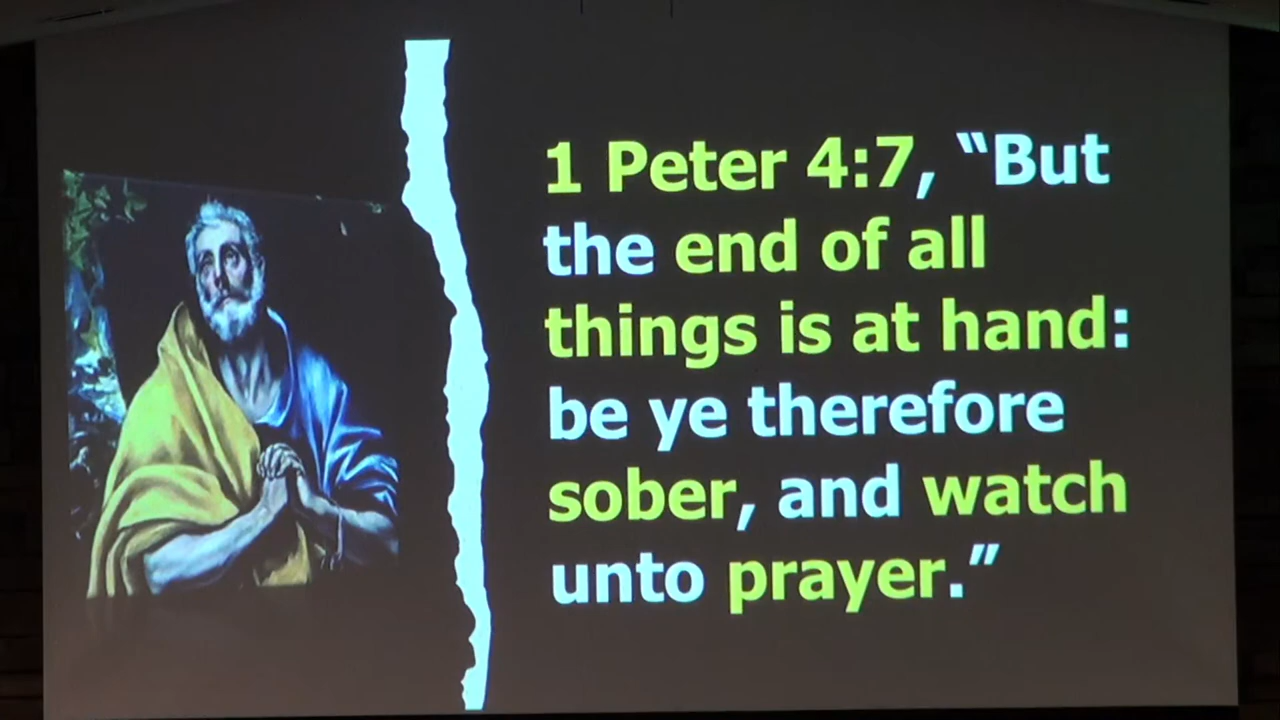 1 Peter 4:7, “But
the end of all
things is at hand:
be ye therefore
sober, and watch
unto prayer.”